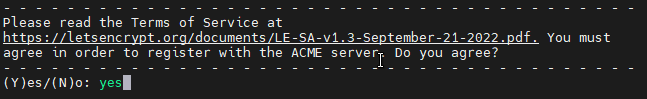 - - - - - - - - - - - - - - - - - - - - - - - - - - - - - - - - - - - - - - - -
Please read the Terms of Service at
https://letsencrypt.org/documents/LE-SA-v1.3-September-21-2022.pdf. You must
agree in order to register with the ACME server. Do you agree?
- - - - - - - - - - - - - - - - - - - - - - - - - - - - - - - - - - - - - - - -
(Y)es/(N)o: yes